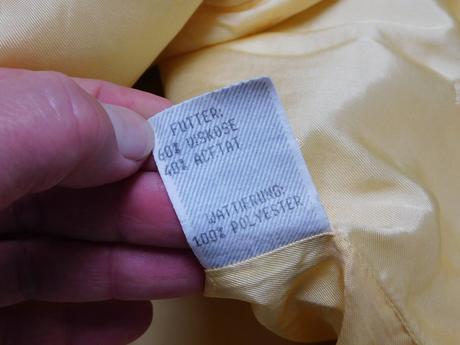 FUTTER:
60% VISKOSE
40% ACETAT
WATTIERUNG:
100% POLYESTER